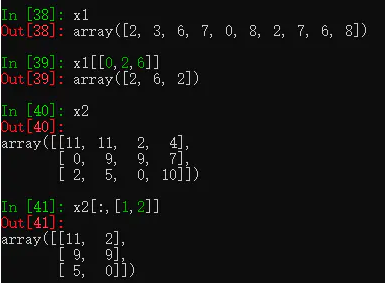 In [38]: x1
Out[38]: array([2, 3, 6, 7, 0, 8, 2, 7, 6, 8])
In [39]: x1[[0,2,6]]
Out[39]: array([2, 6, 2])
In [40]: x2
Out[40]:
array([[11, 11,  2,  4],
       [ 0,  9,  9,  7],
       [ 2,  5,  0, 10]])
In [41]: x2[:,[1,2]]
Out[41]:
array([[11,  2],
       [ 9,  9],
       [ 5,  0]])